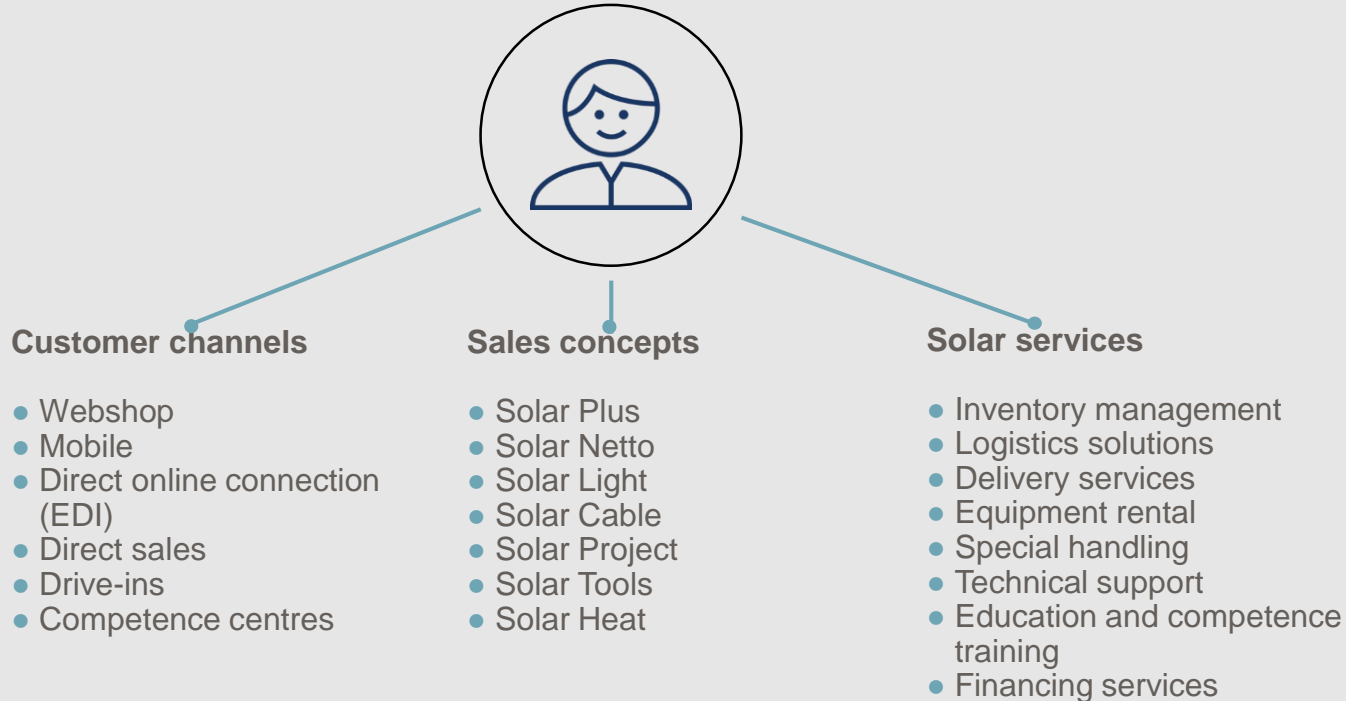 Customer channels
● Webshop
● Mobile
● Direct online connection
(EDI)
● Direct sales
● Drive-ins
● Competence centres
Sales concepts
● Solar Plus
● Solar Netto
● Solar Light
● Solar Cable
● Solar Project
● Solar Tools
● Solar Heat
Solar services
● Inventory management
● Logistics solutions
● Delivery services
● Equipment rental
● Special handling
● Technical support
● Education and competence
training
● Financing services